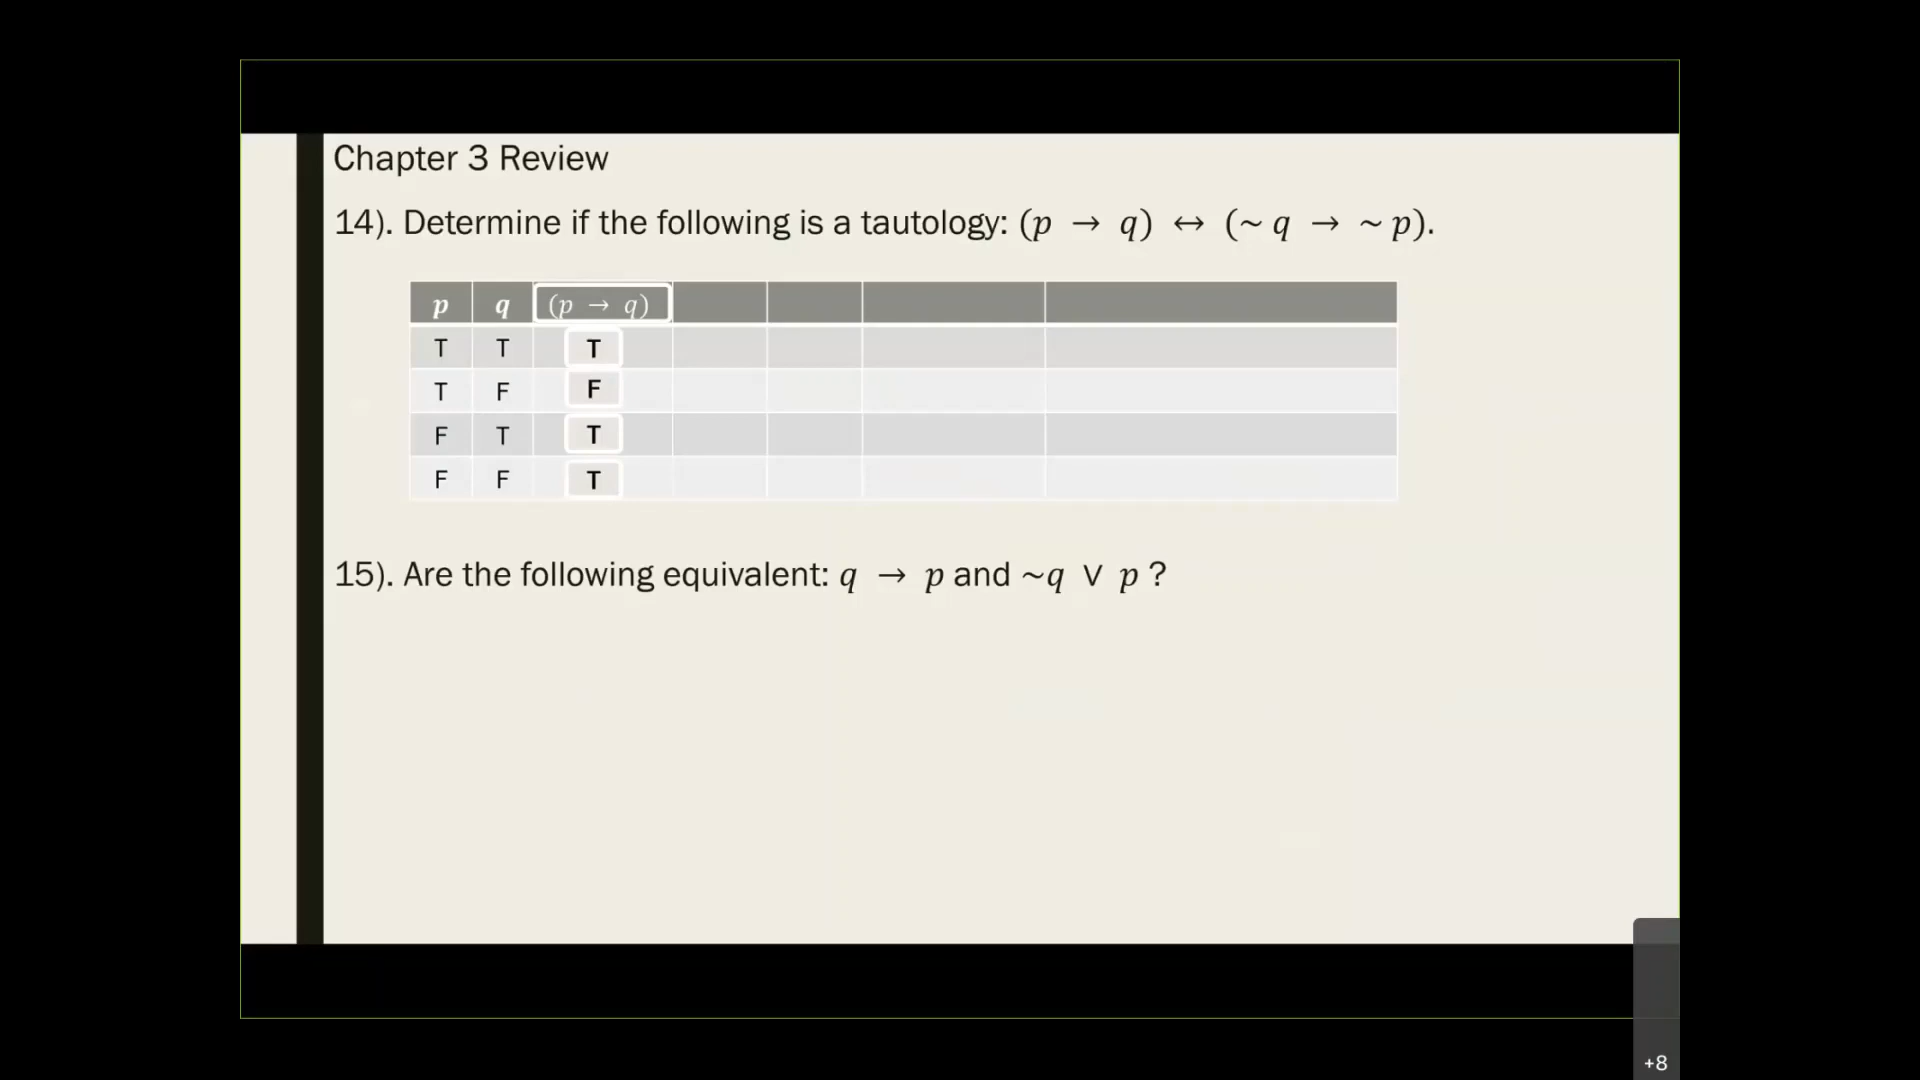 Chapter 3 Review
14). Determine if the following is a tautology: (p → q) ↔ (~ q → ~ p).
p q (p → q)
T T T
T F F
F T T
F F T
15). Are the following equivalent: q → p and ~q ∨ p ?
+8